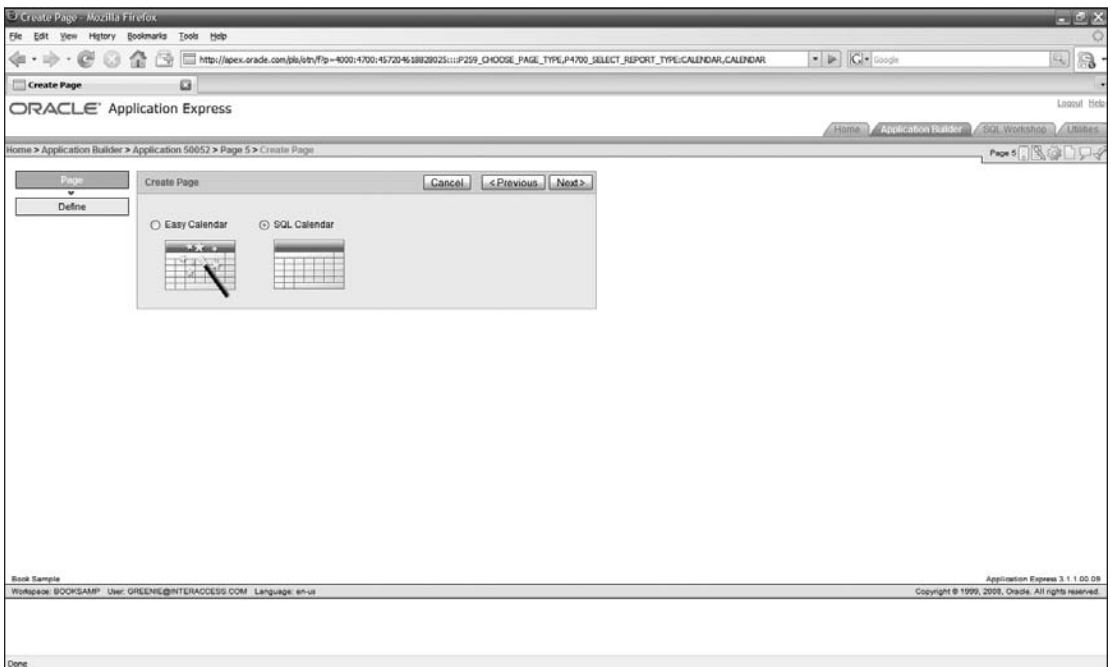 Create Page - Mozilla Firefox
File Edit View History Bookmarks Tools Help
http://apex.oracle.com/pls/otn/f?p=4000:4700:457204618828025::::P259_CHOOSE_PAGE_TYPE,P4700_SELECT_REPORT_TYPE:CALENDAR,CALENDAR
Google
Create Page
ORACLE Application Express
Logout Help
Home Application Builder SQL Workshop Utilities
Home > Application Builder > Application 50052 > Page 5 > Create Page
Page 5
Page
Define
Create Page
Cancel < Previous Next >
Easy Calendar SQL Calendar
Book Sample
Application Express 3.1.1.00.09
Workspace: BOOKSAMP User: GREENIE@INTERACCESS.COM Language: en-us
Copyright © 1999, 2008, Oracle. All rights reserved.
Done